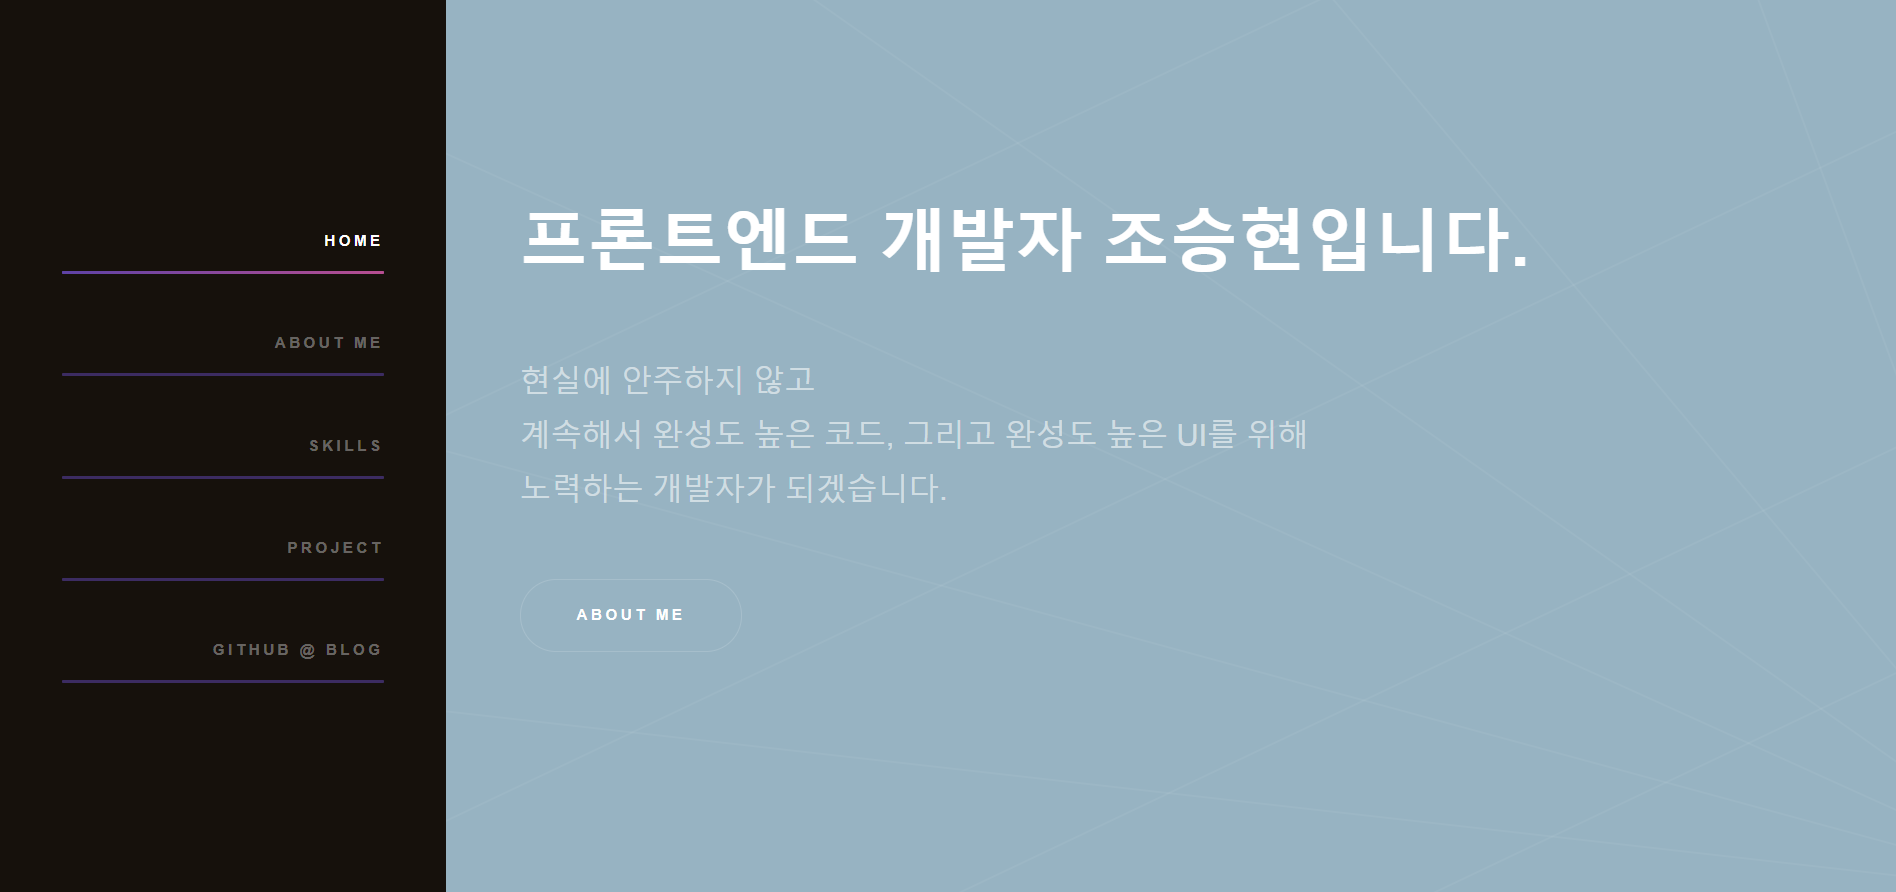 HOME
ABOUT ME
SKILLS
PROJECT
GITHUB @ BLOG
프론트엔드 개발자 조승현입니다.
현실에 안주하지 않고
계속해서 완성도 높은 코드, 그리고 완성도 높은 UI를 위해
노력하는 개발자가 되겠습니다.
ABOUT ME